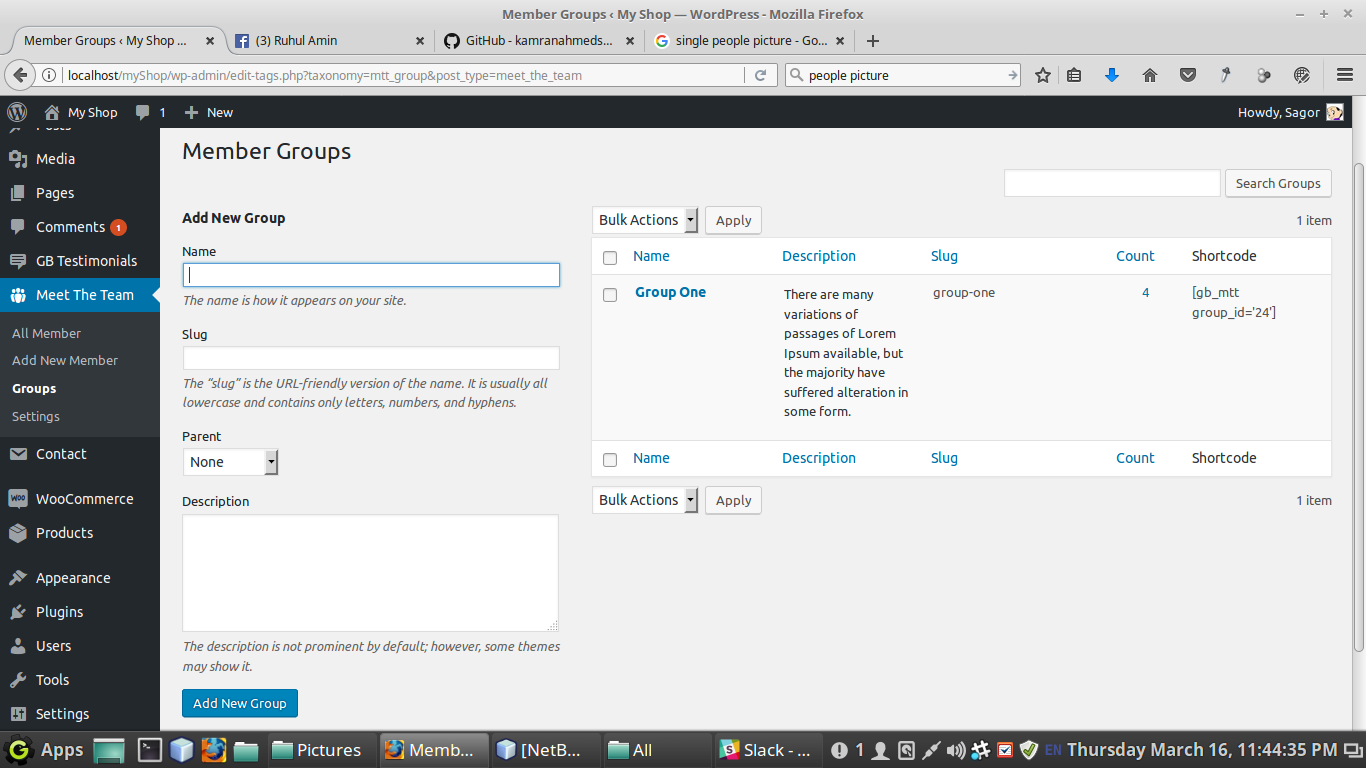 Member Groups ‹ My Shop — WordPress - Mozilla Firefox
Member Groups ‹ My Shop ...
(3) Ruhul Amin
GitHub - kamranahmeds...
single people picture - Go...
localhost/myShop/wp-admin/edit-tags.php?taxonomy=mtt_group&post_type=meet_the_team
people picture
My Shop
1
New
Howdy, Sagor
Posts
Media
Pages
Comments 1
GB Testimonials
Meet The Team
All Member
Add New Member
Groups
Settings
Contact
WooCommerce
Products
Appearance
Plugins
Users
Tools
Settings
Member Groups
Search Groups
Add New Group
Name
The name is how it appears on your site.
Slug
The “slug” is the URL-friendly version of the name. It is usually all
lowercase and contains only letters, numbers, and hyphens.
Parent
None
Description
The description is not prominent by default; however, some themes
may show it.
Add New Group
Bulk Actions
Apply
1 item
Name
Description
Slug
Count
Shortcode
Group One
There are many
variations of
passages of Lorem
Ipsum available, but
the majority have
suffered alteration in
some form.
group-one
4
[gb_mtt
group_id='24']
Name
Description
Slug
Count
Shortcode
Bulk Actions
Apply
1 item
Apps
Pictures
Memb...
[NetB...
All
Slack - ...
1
EN
Thursday March 16, 11:44:35 PM